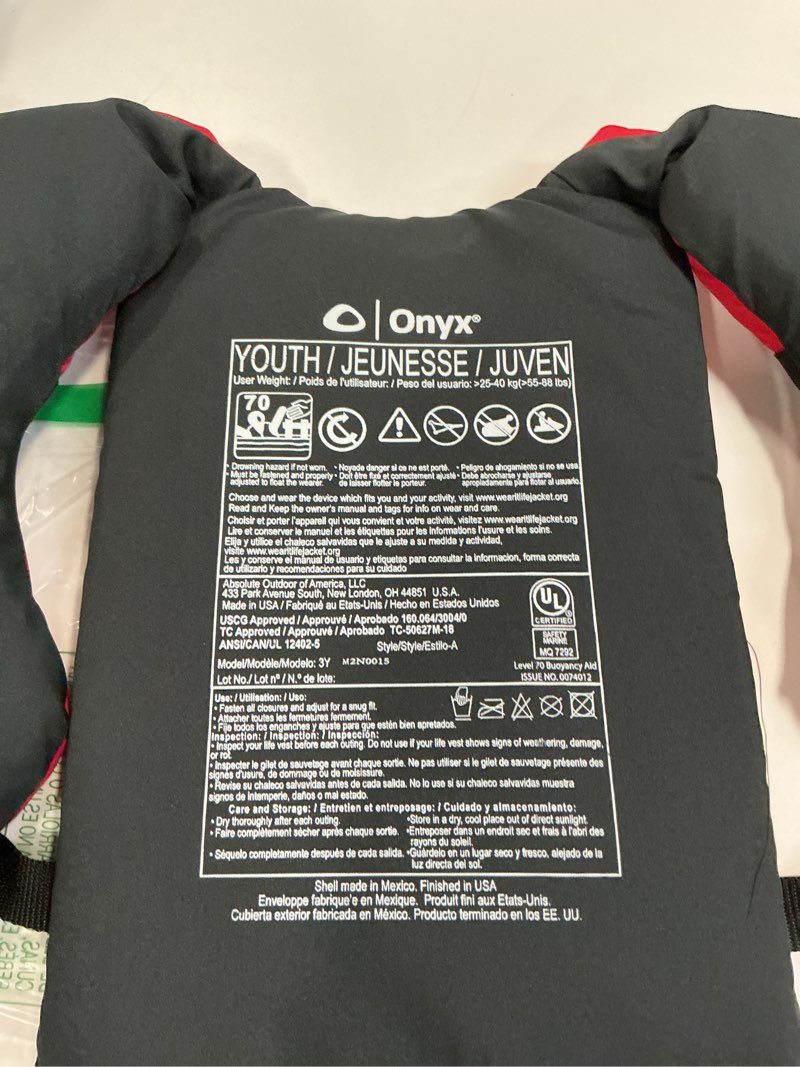 Onyx®
YOUTH / JEUNESSE / JUVEN
User Weight: / Poids de l'utilisateur: / Peso del usuario: >25-40 kg(>55-88 lbs)
70
• Drowning hazard if not worn. • Noyade danger si ce ne est porté. • Peligro de ahogamiento si no se usa
• Must be fastened and properly • Doit être fixé et correctement ajusté • Debe abrocharse y ajustarse
adjusted to float the wearer. de laisser flotter le porteur. apropiadamente para flotar al usuario.
Choose and wear the device which fits you and your activity, visit www.wearitlifejacket.org
Read and Keep the owner's manual and tags for info on wear and care.
Choisir et porter l'appareil qui vous convient et votre activité, visitez www.wearitlifejacket.org
Lire et conserver le manuel et les étiquettes pour les informations l'usure et les soins.
Elija y utilice el chaleco salvavidas que le ajuste a su medida y actividad,
visite www.wearitlifejacket.org
Les y conserve el manual de usuario y etiquetas para consultar la informacion, forma correcta
de utilizario y recomendaciones para su cuidado
Absolute Outdoor of America, LLC
433 Park Avenue South, New London, OH 44851 U.S.A.
Made in USA / Fabriqué au Etats-Unis / Hecho en Estados Unidos
USCG Approved / Approuvé / Aprobado 160.064/3004/0
TC Approved / Approuvé / Aprobado TC-50627M-18
ANSI/CAN/UL 12402-5 Style/Style/Estilo-A
Model/Modèle/Modelo: 3Y M2N0015
Lot No./ Lot nº / N.º de lote:
UL ®
CERTIFIED
SAFETY
MARINE
MQ 7292
Level 70 Buoyancy Aid
ISSUE NO. 0074012
Use: / Utilisation: / Uso:
• Fasten all closures and adjust for a snug fit.
• Attacher toutes les fermetures fermement.
• Fije todos los enganches y ajuste para que estén bien apretados.
Inspection: / Inspection: / Inspección:
• Inspect your life vest before each outing. Do not use if your life vest shows signs of weathering, damage,
or rot.
• Inspecter le gilet de sauvetage avant chaque sortie. Ne pas utiliser si le gilet de sauvetage présente des
signes d'usure, de dommage ou de moisissure.
• Revise su chaleco salvavidas antes de cada salida. No lo use si su chaleco salvavidas muestra
signos de intemperie, daños o mal estado.
Care and Storage: / Entretien et entreposage: / Cuidado y almacenamiento:
• Dry thoroughly after each outing. •Store in a dry, cool place out of direct sunlight.
• Faire complètement sécher après chaque sortie. •Entreposer dans un endroit sec et frais à l'abri des
rayons du soleil.
• Séquelo completamente después de cada salida. •Guárdelo en un lugar seco y fresco, alejado de la
luz directa del sol.
Shell made in Mexico. Finished in USA
Enveloppe fabrique'e en Mexique. Produit fini aux Etats-Unis.
Cubierta exterior fabricada en México. Producto terminado en los EE. UU.